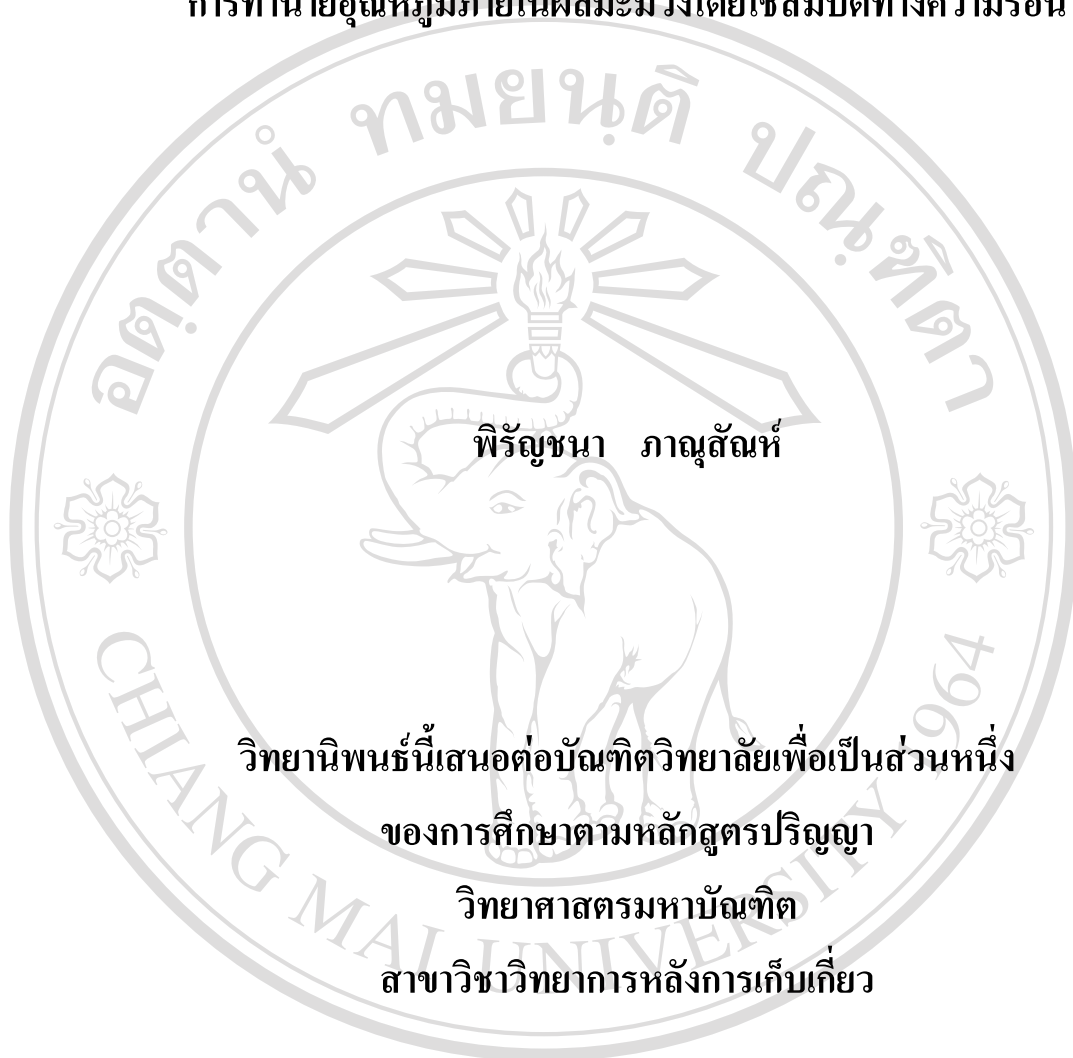 การทำนายอุณหภูมิภายในผลมะม่วงโดยใช้สมบัติทางความร้อน
อตฺตานํ ทมยนฺติ ปณฺฑิตา
พิรัญชนา ภาณุสัณห์
วิทยานิพนธ์นี้เสนอต่อบัณฑิตวิทยาลัยเพื่อเป็นส่วนหนึ่ง
ของการศึกษาตามหลักสูตรปริญญา
วิทยาศาสตรมหาบัณฑิต
สาขาวิชาวิทยาการหลังการเก็บเกี่ยว
CHIANG MAI UNIVERSITY 1964